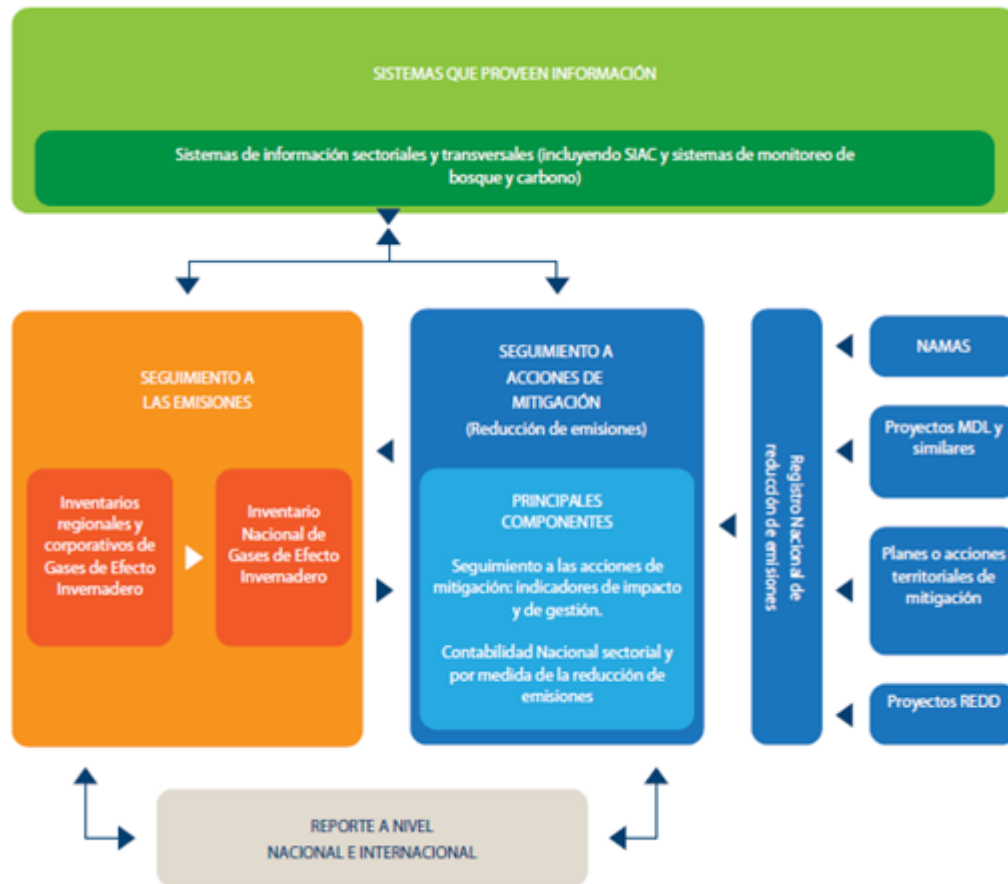 SISTEMAS QUE PROVEEN INFORMACIÓN
Sistemas de información sectoriales y transversales (incluyendo SIAC y sistemas de monitoreo de
bosque y carbono)
SEGUIMIENTO A
LAS EMISIONES
Inventarios
regionales y
corporativos de
Gases de Efecto
Invernadero
Inventario
Nacional de
Gases de Efecto
Invernadero
SEGUIMIENTO A
ACCIONES DE
MITIGACIÓN
(Reducción de emisiones)
PRINCIPALES
COMPONENTES
Seguimiento a las acciones de
mitigación: indicadores de impacto
y de gestión.
Contabilidad Nacional sectorial y
por medida de la reducción de
emisiones
Registro Nacional de
reducción de emisiones
NAMAS
Proyectos MDL y
similares
Planes o acciones
territoriales de
mitigación
Proyectos REDD
REPORTE A NIVEL
NACIONAL E INTERNACIONAL